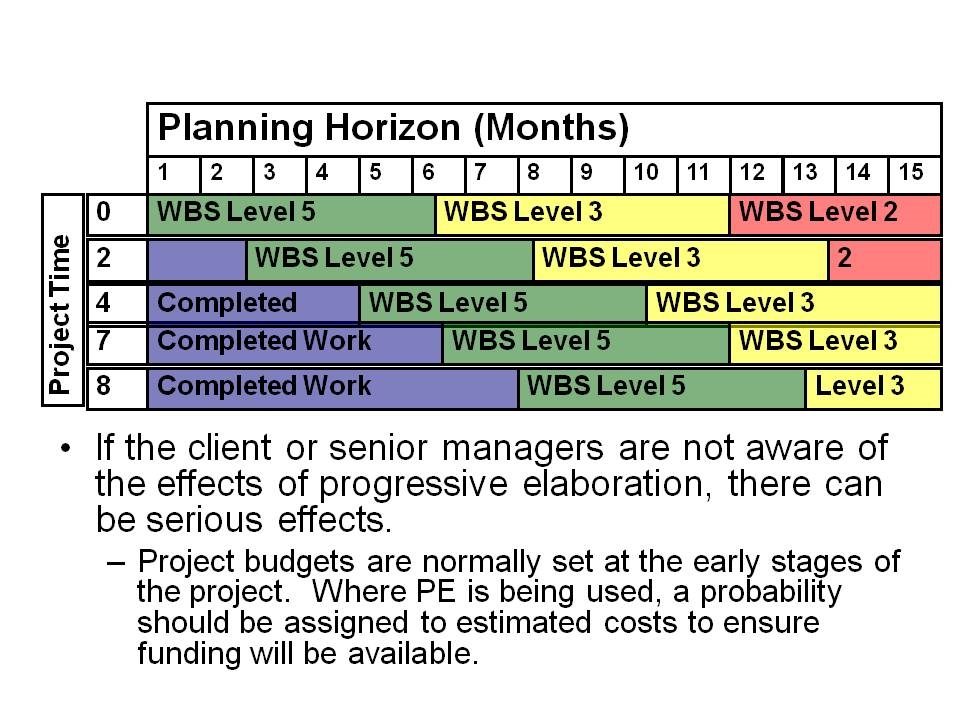 Planning Horizon (Months)
1 2 3 4 5 6 7 8 9 10 11 12 13 14 15
Project Time
0 WBS Level 5 WBS Level 3 WBS Level 2
2 WBS Level 5 WBS Level 3 2
4 Completed WBS Level 5 WBS Level 3
7 Completed Work WBS Level 5 WBS Level 3
8 Completed Work WBS Level 5 Level 3
• If the client or senior managers are not aware of
the effects of progressive elaboration, there can
be serious effects.
– Project budgets are normally set at the early stages of
the project. Where PE is being used, a probability
should be assigned to estimated costs to ensure
funding will be available.